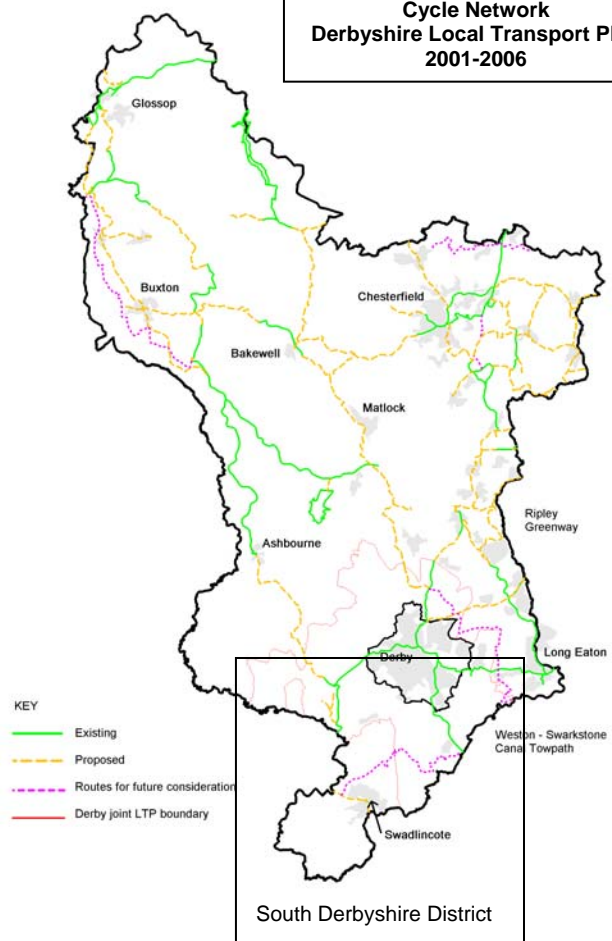 Cycle Network
Derbyshire Local Transport Pl
2001-2006
Glossop
Buxton
Chesterfield
Bakewell
Matlock
Ripley
Greenway
Ashbourne
Derby
Long Eaton
KEY
Existing
Proposed
Routes for future consideration
Derby joint LTP boundary
Weston - Swarkstone
Canal Towpath
Swadlincote
South Derbyshire District